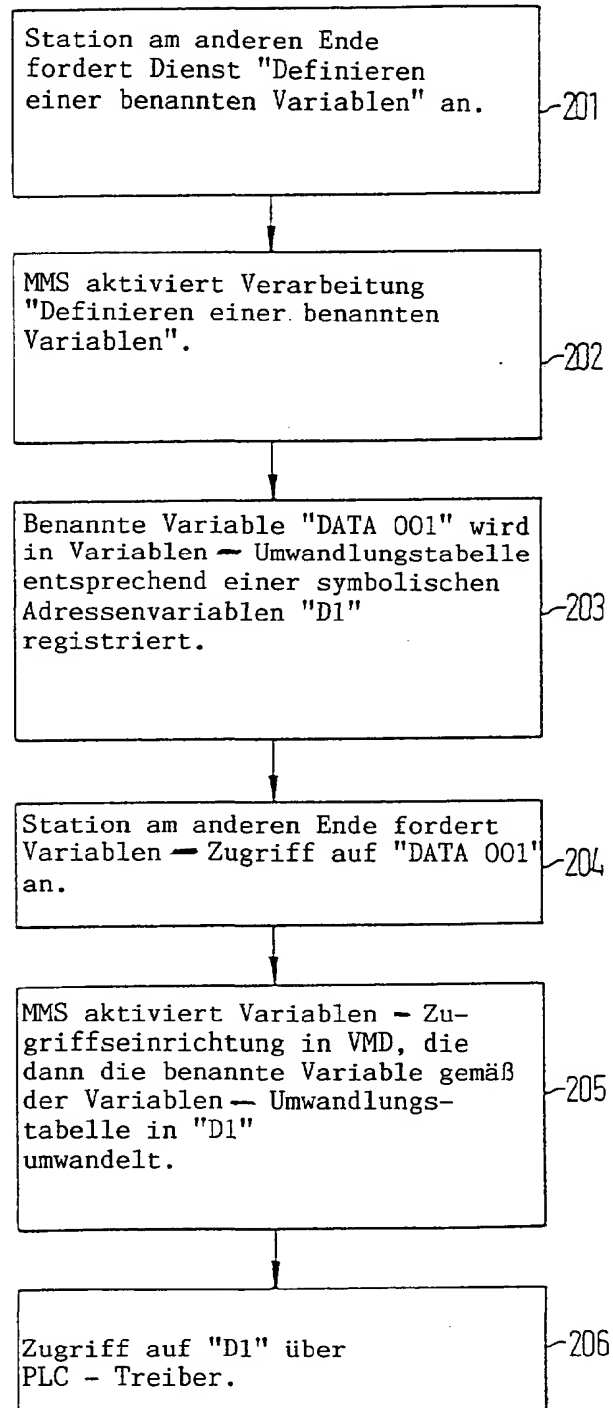 Station am anderen Ende
fordert Dienst "Definieren
einer benannten Variablen" an.
201
MMS aktiviert Verarbeitung
"Definieren einer benannten
Variablen".
202
Benannte Variable "DATA 001" wird
in Variablen - Umwandlungstabelle
entsprechend einer symbolischen
Adressenvariablen "D1"
registriert.
203
Station am anderen Ende fordert
Variablen - Zugriff auf "DATA 001"
an.
204
MMS aktiviert Variablen - Zu-
griffseinrichtung in VMD, die
dann die benannte Variable gemäß
der Variablen - Umwandlungs-
tabelle in "D1"
umwandelt.
205
Zugriff auf "D1" über
PLC - Treiber.
206